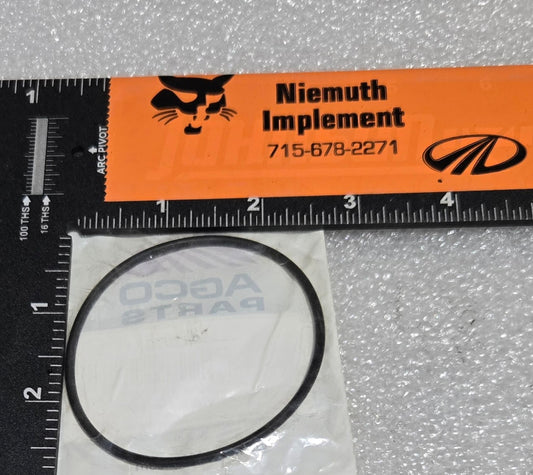 1
Niemuth
Implement
715-678-2271
ARC PIVOT
100 THS
16 THS
1 2 3 4
AGCO
PARTS
1
2